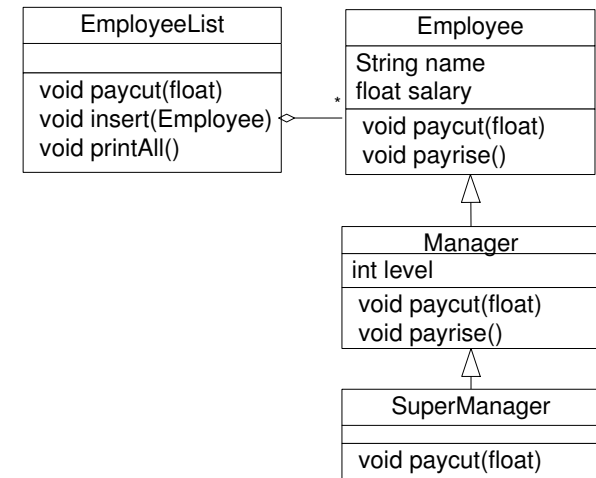 EmployeeList
void paycut(float)
void insert(Employee)
void printAll()
*
Employee
String name
float salary
void paycut(float)
void payrise()
Manager
int level
void paycut(float)
void payrise()
SuperManager
void paycut(float)